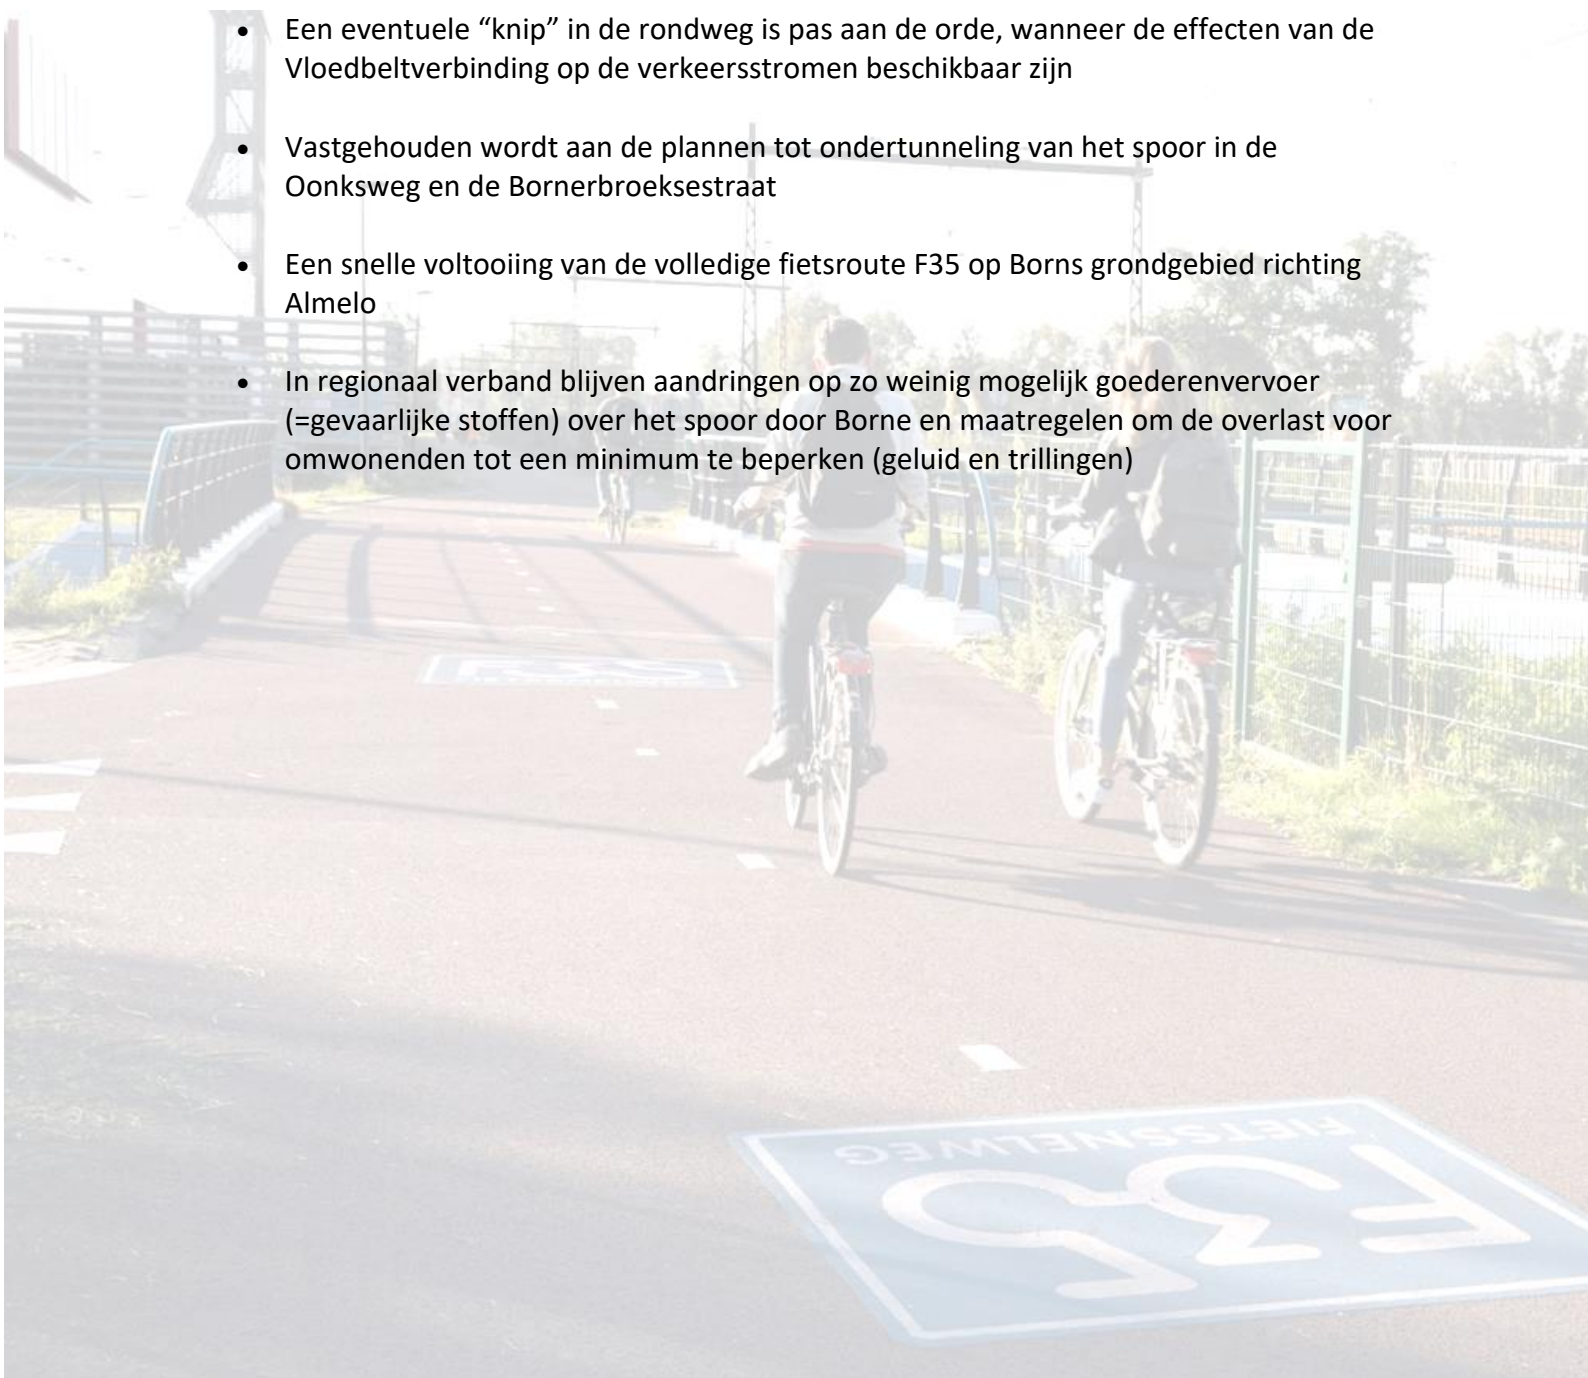 • Een eventuele “knip” in de rondweg is pas aan de orde, wanneer de effecten van de
Vloedbeltverbinding op de verkeersstromen beschikbaar zijn
• Vastgehouden wordt aan de plannen tot ondertunneling van het spoor in de
Oonksweg en de Bornerbroeksestraat
• Een snelle voltooiing van de volledige fietsroute F35 op Borns grondgebied richting
Almelo
• In regionaal verband blijven aandringen op zo weinig mogelijk goederenvervoer
(=gevaarlijke stoffen) over het spoor door Borne en maatregelen om de overlast voor
omwonenden tot een minimum te beperken (geluid en trillingen)
F35
FIETSSNELWEG
F35